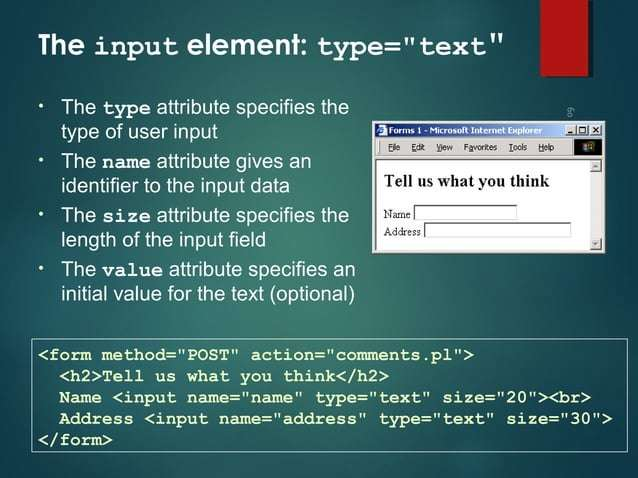 The input element: type="text"
60
• The type attribute specifies the
type of user input
• The name attribute gives an
identifier to the input data
• The size attribute specifies the
length of the input field
• The value attribute specifies an
initial value for the text (optional)
Forms 1 - Microsoft Internet Explorer
File Edit View Favorites Tools Help
Tell us what you think
Name
Address
<form method="POST" action="comments.pl">
<h2>Tell us what you think</h2>
Name <input name="name" type="text" size="20"><br>
Address <input name="address" type="text" size="30">
</form>